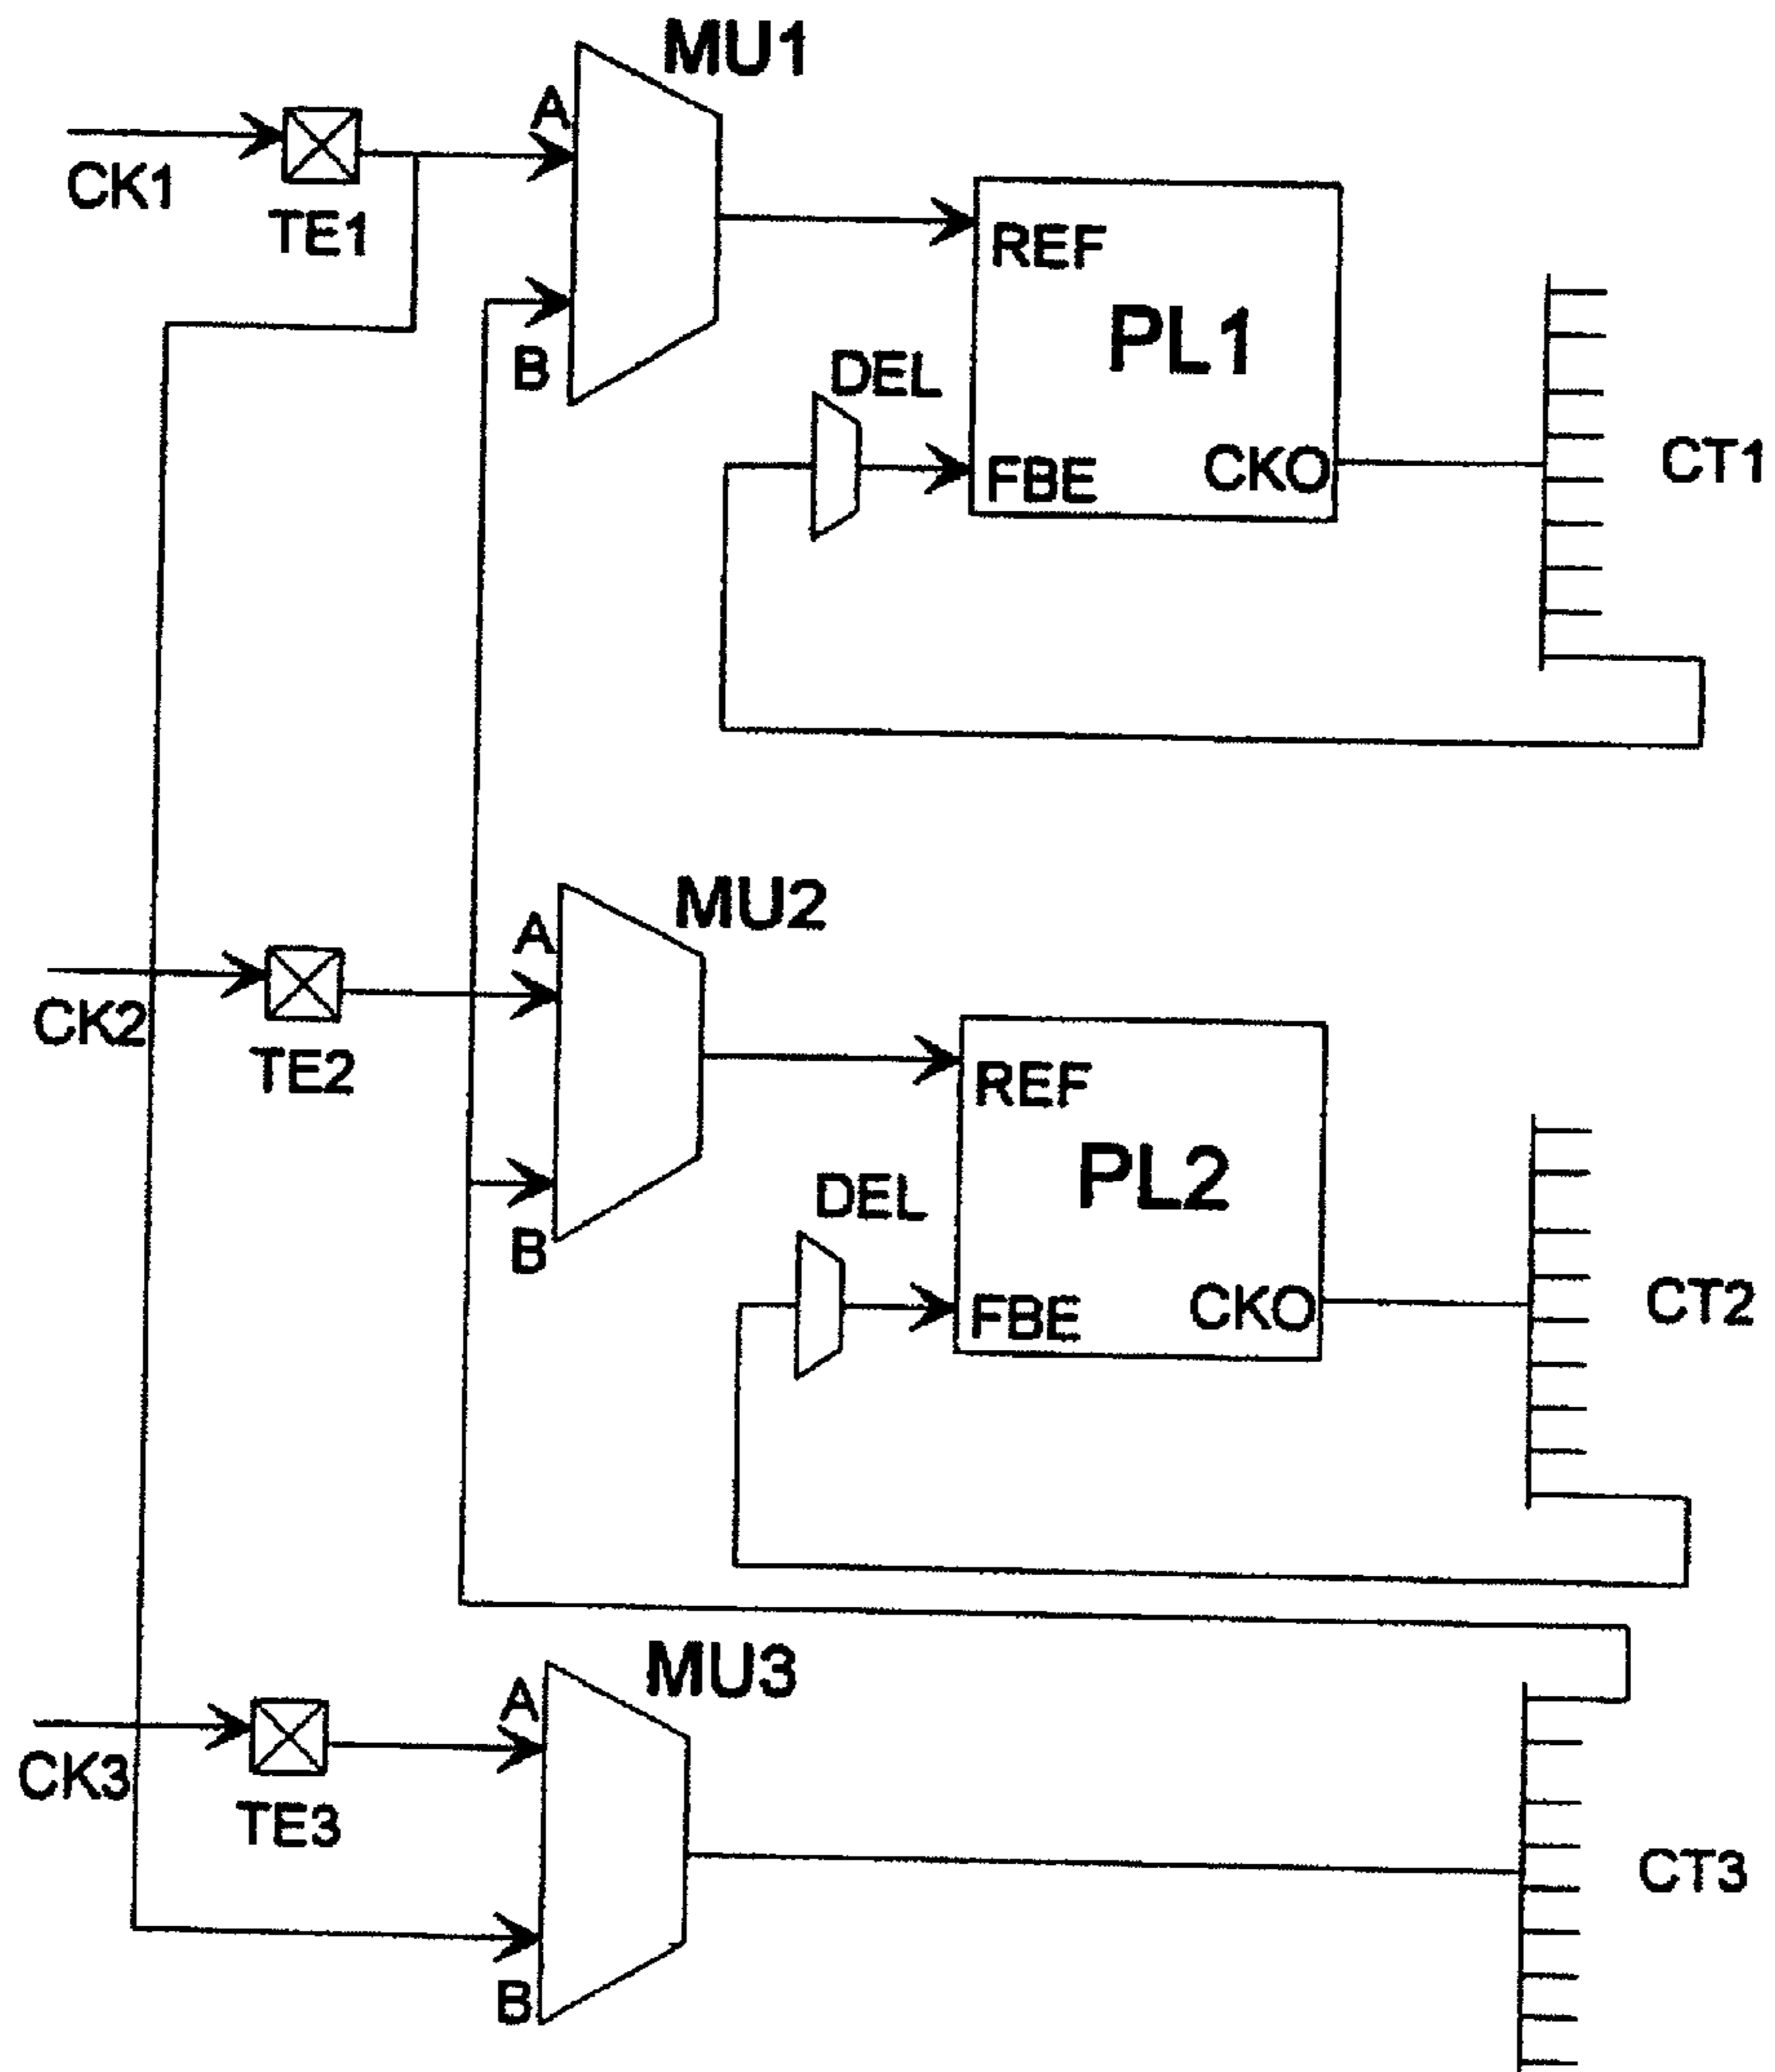 MU1
A
CK1
TE1
REF
B
PL1
DEL
FBE
CKO
CT1
MU2
A
CK2
TE2
REF
B
PL2
DEL
FBE
CKO
CT2
MU3
A
CK3
TE3
CT3
B